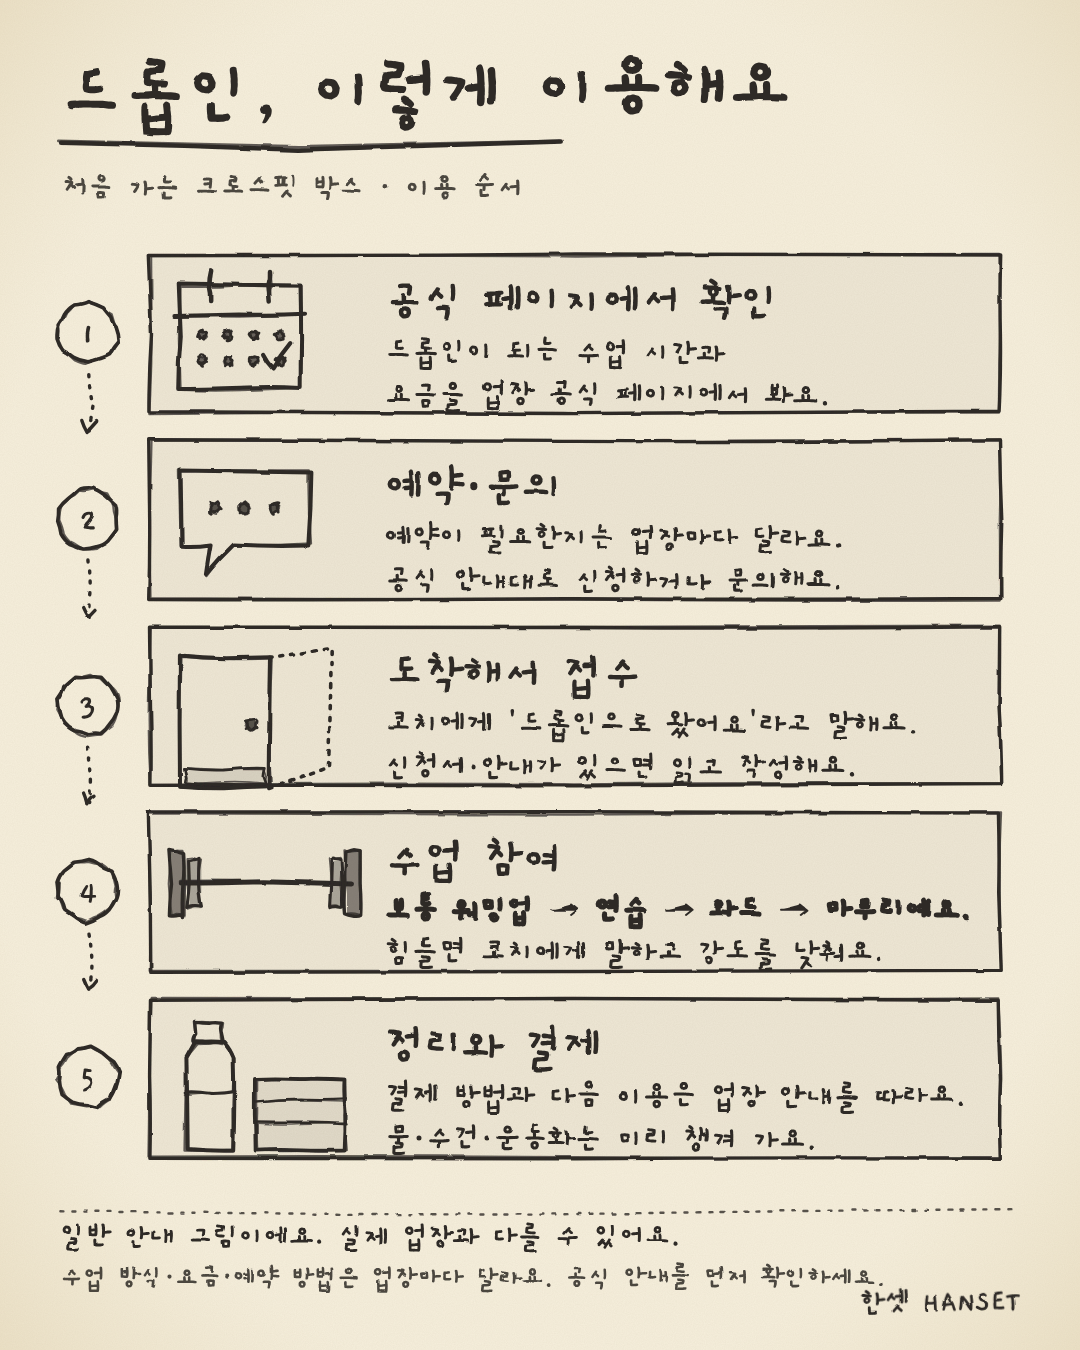 드롭인, 이렇게 이용해요
처음 가는 크로스핏 박스 · 이용 순서
1
공식 페이지에서 확인
드롭인이 되는 수업 시간과
요금을 업장 공식 페이지에서 봐요.
2
예약·문의
예약이 필요한지는 업장마다 달라요.
공식 안내대로 신청하거나 문의해요.
3
도착해서 접수
코치에게 '드롭인으로 왔어요'라고 말해요.
신청서·안내가 있으면 읽고 작성해요.
4
수업 참여
보통 워밍업 → 연습 → 와드 → 마무리예요.
힘들면 코치에게 말하고 강도를 낮춰요.
5
정리와 결제
결제 방법과 다음 이용은 업장 안내를 따라요.
물·수건·운동화는 미리 챙겨 가요.
일반 안내 그림이에요. 실제 업장과 다를 수 있어요.
수업 방식·요금·예약 방법은 업장마다 달라요. 공식 안내를 먼저 확인하세요.
한셋 HANSET